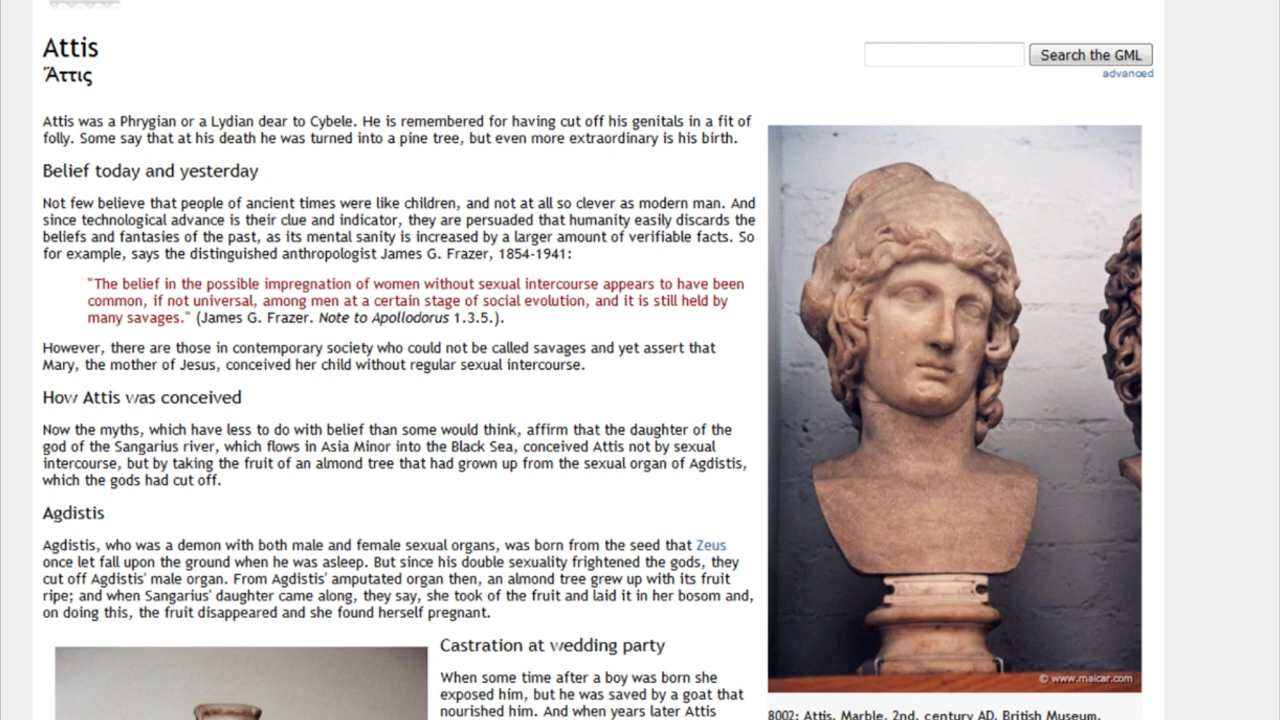 Attis
Ἄττις
Search the GML
advanced
Attis was a Phrygian or a Lydian dear to Cybele. He is remembered for having cut off his genitals in a fit of
folly. Some say that at his death he was turned into a pine tree, but even more extraordinary is his birth.
Belief today and yesterday
Not few believe that people of ancient times were like children, and not at all so clever as modern man. And
since technological advance is their clue and indicator, they are persuaded that humanity easily discards the
beliefs and fantasies of the past, as its mental sanity is increased by a larger amount of verifiable facts. So
for example, says the distinguished anthropologist James G. Frazer, 1854-1941:
"The belief in the possible impregnation of women without sexual intercourse appears to have been
common, if not universal, among men at a certain stage of social evolution, and it is still held by
many savages." (James G. Frazer. Note to Apollodorus 1.3.5.).
However, there are those in contemporary society who could not be called savages and yet assert that
Mary, the mother of Jesus, conceived her child without regular sexual intercourse.
How Attis was conceived
Now the myths, which have less to do with belief than some would think, affirm that the daughter of the
god of the Sangarius river, which flows in Asia Minor into the Black Sea, conceived Attis not by sexual
intercourse, but by taking the fruit of an almond tree that had grown up from the sexual organ of Agdistis,
which the gods had cut off.
Agdistis
Agdistis, who was a demon with both male and female sexual organs, was born from the seed that Zeus
once let fall upon the ground when he was asleep. But since his double sexuality frightened the gods, they
cut off Agdistis' male organ. From Agdistis' amputated organ then, an almond tree grew up with its fruit
ripe; and when Sangarius' daughter came along, they say, she took of the fruit and laid it in her bosom and,
on doing this, the fruit disappeared and she found herself pregnant.
Castration at wedding party
When some time after a boy was born she
exposed him, but he was saved by a goat that
nourished him. And when years later Attis
© www.maicar.com
8002: Attis. Marble. 2nd. century AD. British Museum.